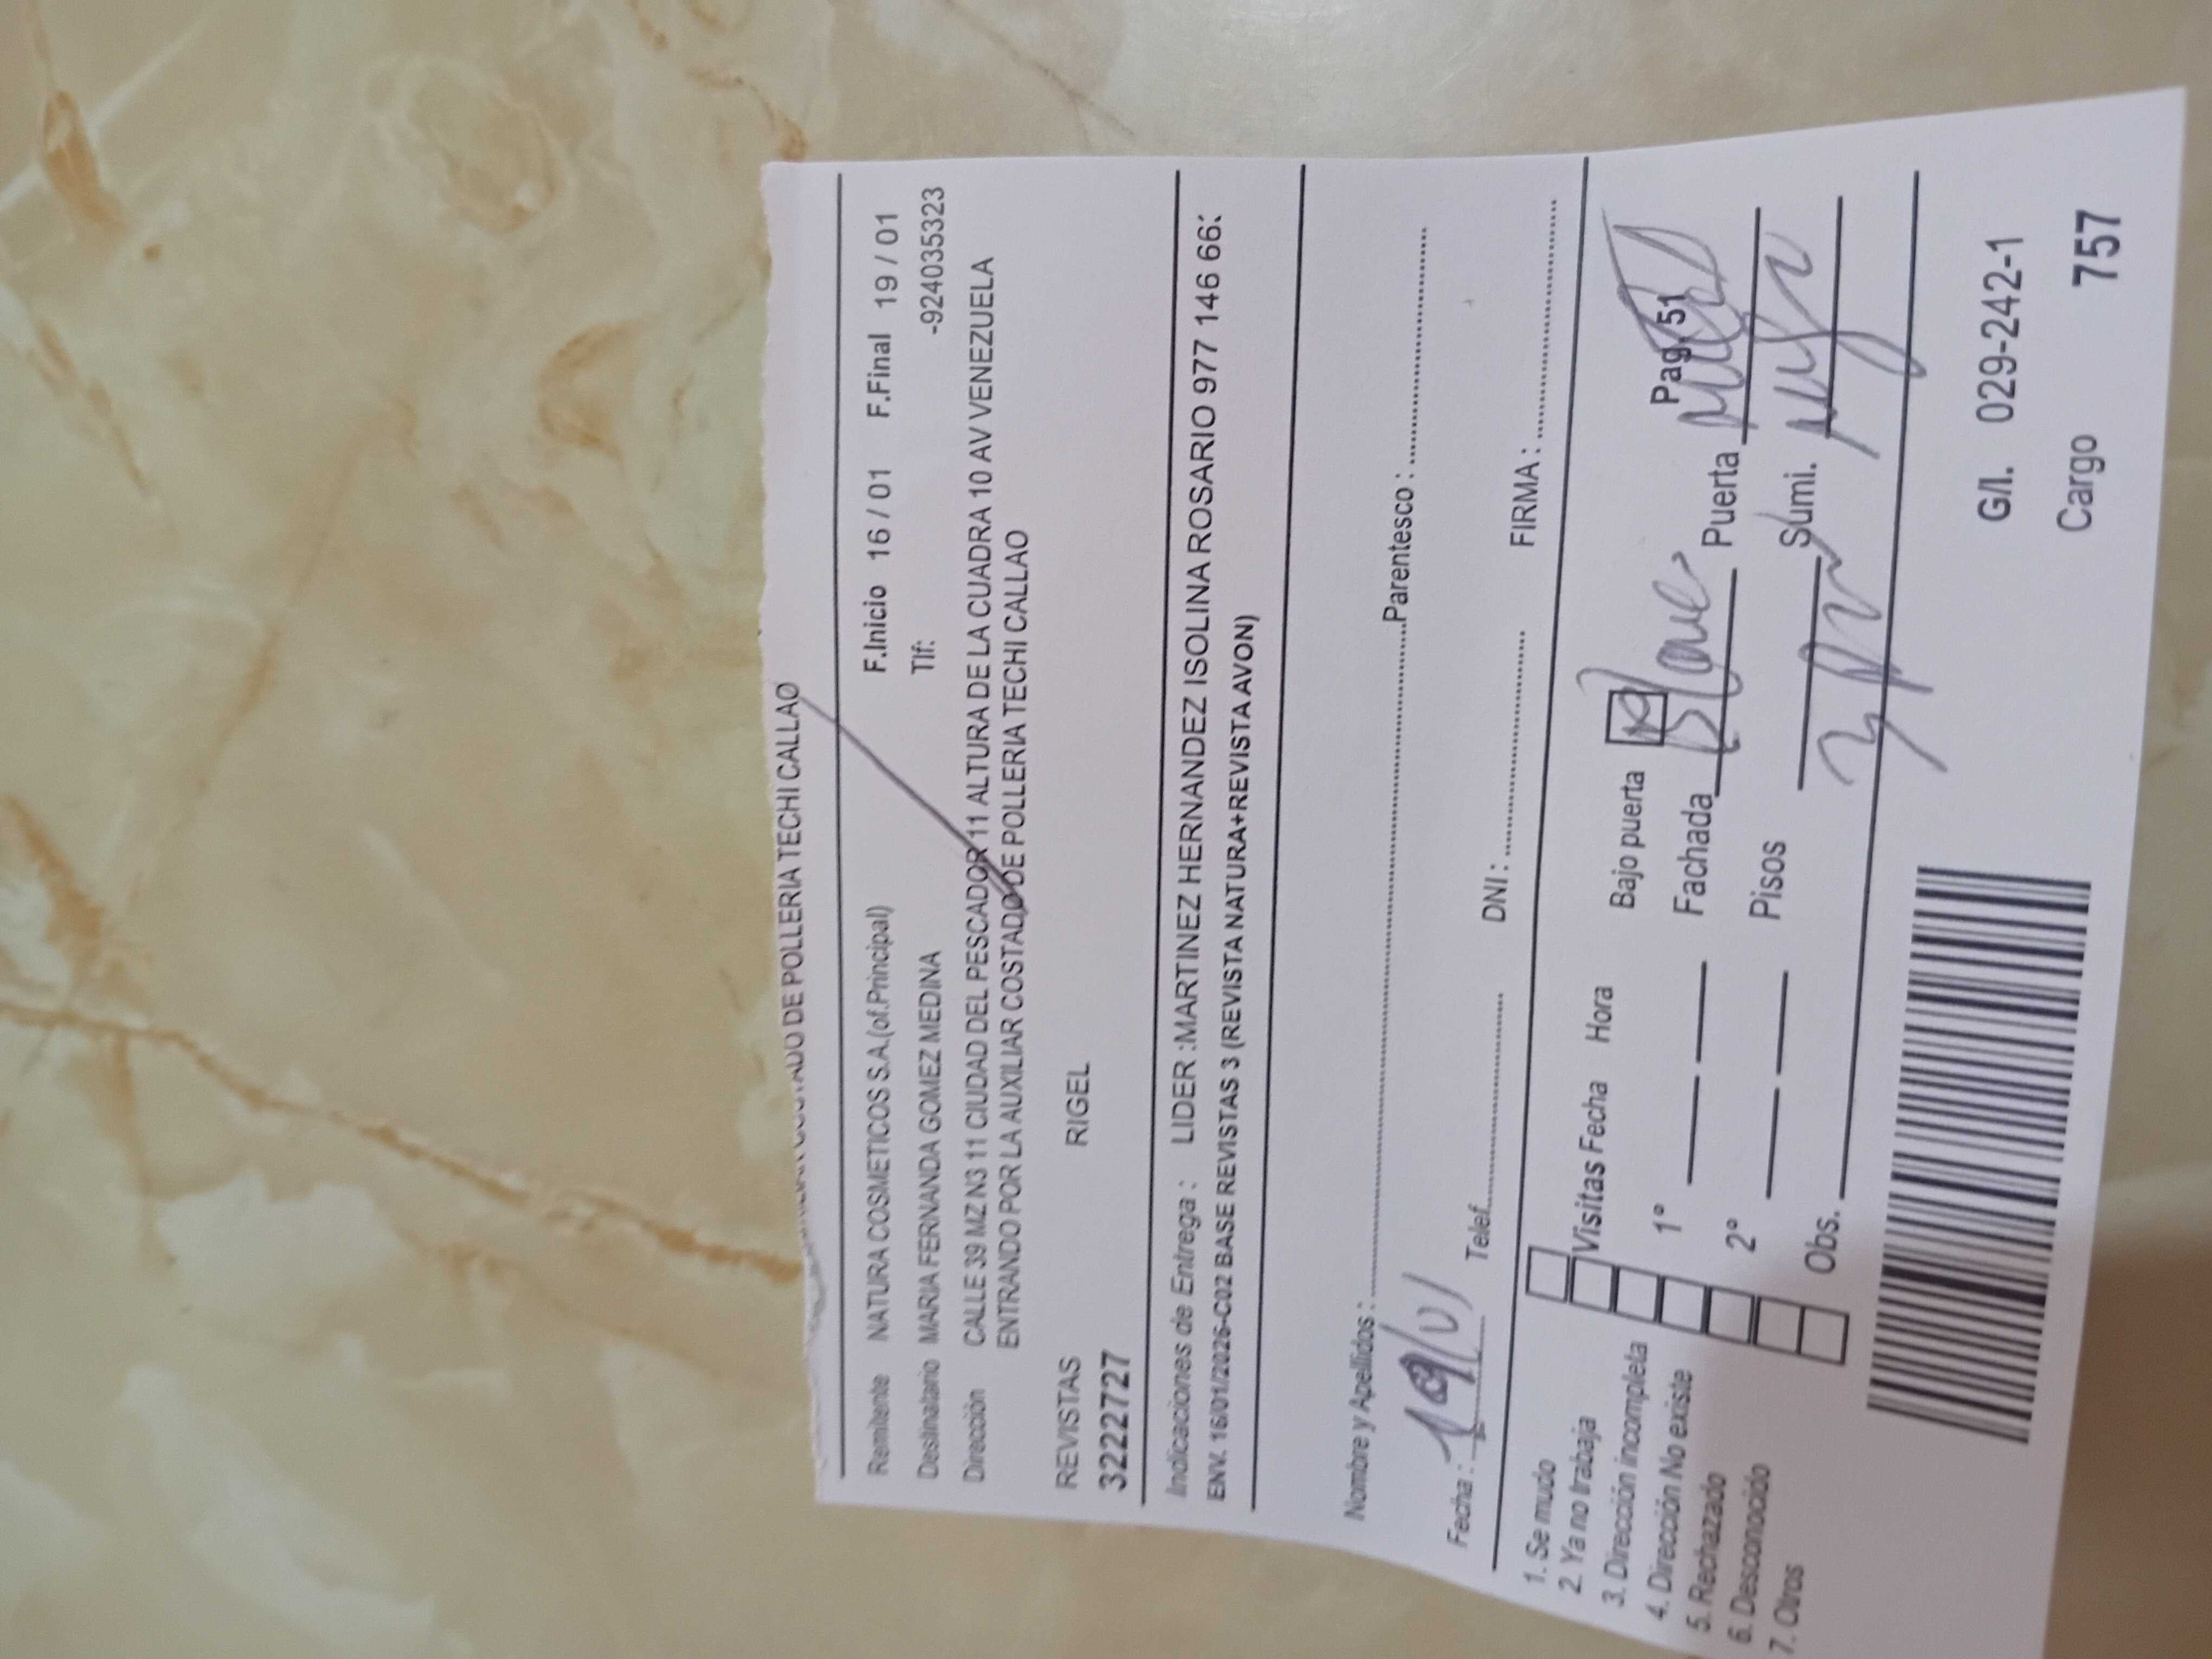 COSTADO DE POLLERIA TECHI CALLAO
F.Inicio 16 / 01 F.Final 19 / 01
Remitente NATURA COSMETICOS S.A.(of.Principal)
Tlf: -924035323
Destinatario MARIA FERNANDA GOMEZ MEDINA
Dirección CALLE 39 MZ N3 11 CIUDAD DEL PESCADOR 11 ALTURA DE LA CUADRA 10 AV VENEZUELA
ENTRANDO POR LA AUXILIAR COSTADO DE POLLERIA TECHI CALLAO
REVISTAS RIGEL
32227727
Indicaciones de Entrega : LIDER :MARTINEZ HERNANDEZ ISOLINA ROSARIO 977 146 66
ENV. 16/01/2026-C02 BASE REVISTAS 3 (REVISTA NATURA+REVISTA AVON)
Nombre y Apellidos : Parentesco :
Fecha : 19/01 Telef. DNI : FIRMA :
1. Se mudo
2. Ya no trabaja
3. Dirección incompleta
4. Dirección No existe
5. Rechazado
6. Desconocido
7. Otros
Visitas Fecha Hora Bajo puerta Pag. 51
1° Fachada Blanc Puerta
2° Pisos Sumi.
Obs.
G/I. 029-242-1
Cargo 757